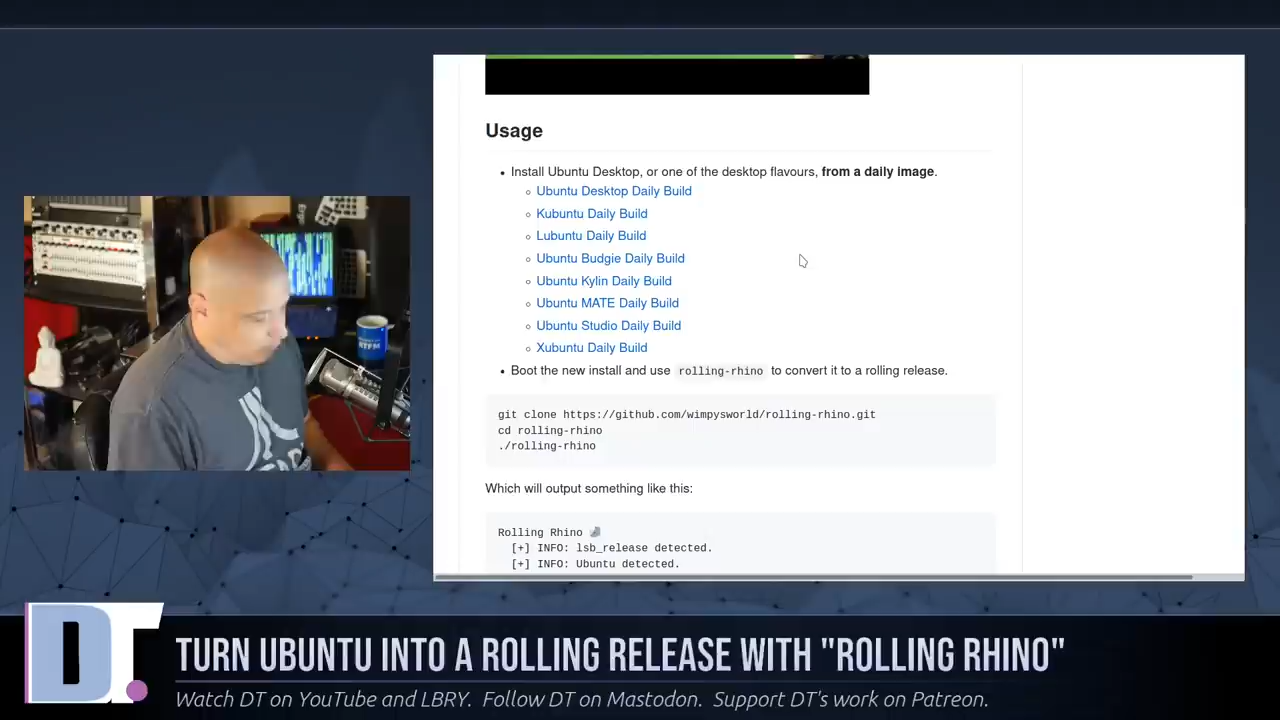 Usage
Install Ubuntu Desktop, or one of the desktop flavours, from a daily image.
Ubuntu Desktop Daily Build
Kubuntu Daily Build
Lubuntu Daily Build
Ubuntu Budgie Daily Build
Ubuntu Kylin Daily Build
Ubuntu MATE Daily Build
Ubuntu Studio Daily Build
Xubuntu Daily Build
Boot the new install and use rolling-rhino to convert it to a rolling release.
git clone https://github.com/wimpysworld/rolling-rhino.git
cd rolling-rhino
./rolling-rhino
Which will output something like this:
Rolling Rhino
[+] INFO: lsb_release detected.
[+] INFO: Ubuntu detected.
RTFM
DT.
TURN UBUNTU INTO A ROLLING RELEASE WITH "ROLLING RHINO"
Watch DT on YouTube and LBRY. Follow DT on Mastodon. Support DT's work on Patreon.